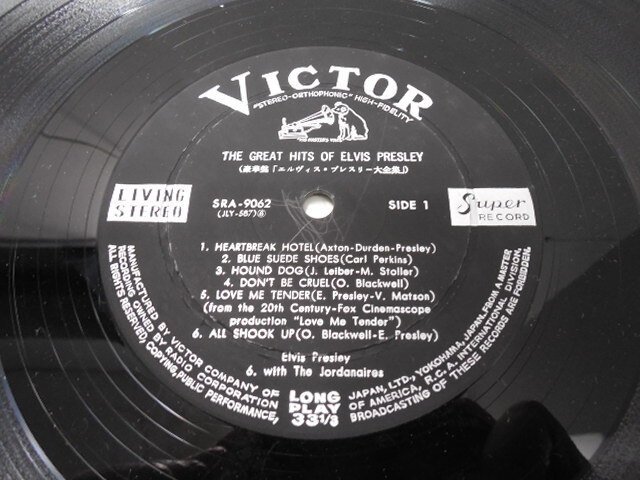 VICTOR
"STEREO-ORTHOPHONIC" HIGH-FIDELITY
"HIS MASTER'S VOICE"
THE GREAT HITS OF ELVIS PRESLEY
(豪華盤「エルヴィス・プレスリー大全集」)
LIVING
STEREO
SRA-9062
(JLY-587)⑧
SIDE 1
Super
RECORD
1. HEARTBREAK HOTEL(Axton-Durden-Presley)
2. BLUE SUEDE SHOES(Carl Perkins)
3. HOUND DOG(J. Leiber-M. Stoller)
4. DON'T BE CRUEL(O. Blackwell)
5. LOVE ME TENDER(E. Presley-V. Matson)
(from the 20th Century-Fox Cinemascope
production "Love Me Tender")
6. ALL SHOOK UP(O. Blackwell-E. Presley)
Elvis Presley
6. with The Jordanaires
LONG
PLAY
33 1/3
MANUFACTURED BY VICTOR COMPANY OF JAPAN, LTD., YOKOHAMA, JAPAN. FROM A MASTER
RECORDING OWNED BY RADIO CORPORATION OF AMERICA, R.C.A. INTERNATIONAL DIVISION.
ALL RIGHTS RESERVED, COPYING, PUBLIC PERFORMANCE, BROADCASTING OF THESE RECORDS ARE FORBIDDEN.